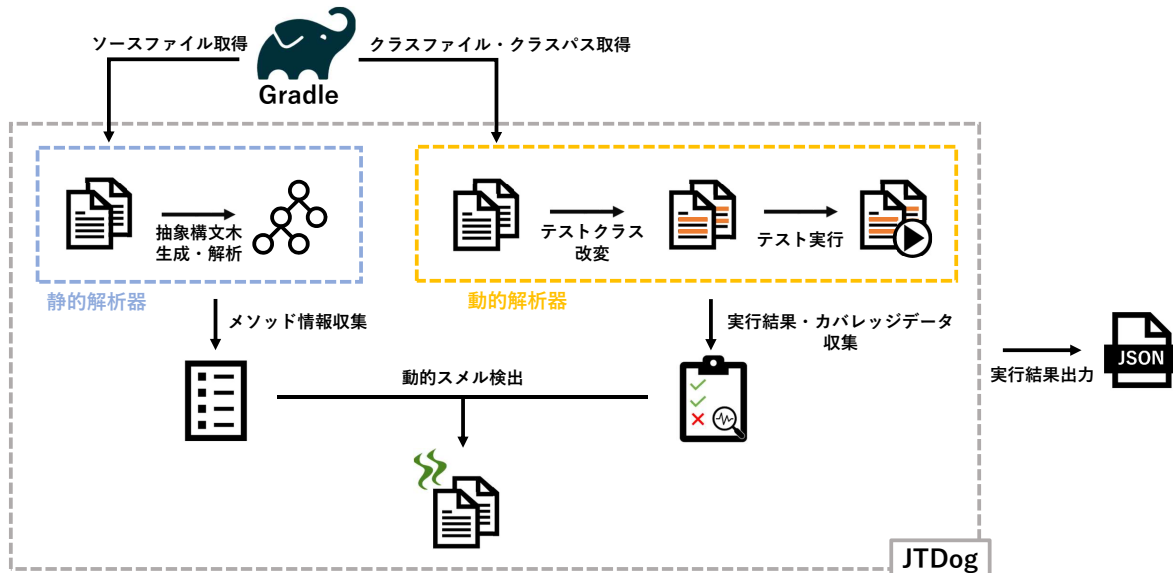 ソースファイル取得
クラスファイル・クラスパス取得
Gradle
抽象構文木
生成・解析
テストクラス
改変
テスト実行
静的解析器
動的解析器
メソッド情報収集
実行結果・カバレッジデータ
収集
動的スメル検出
JSON
実行結果出力
JTDog